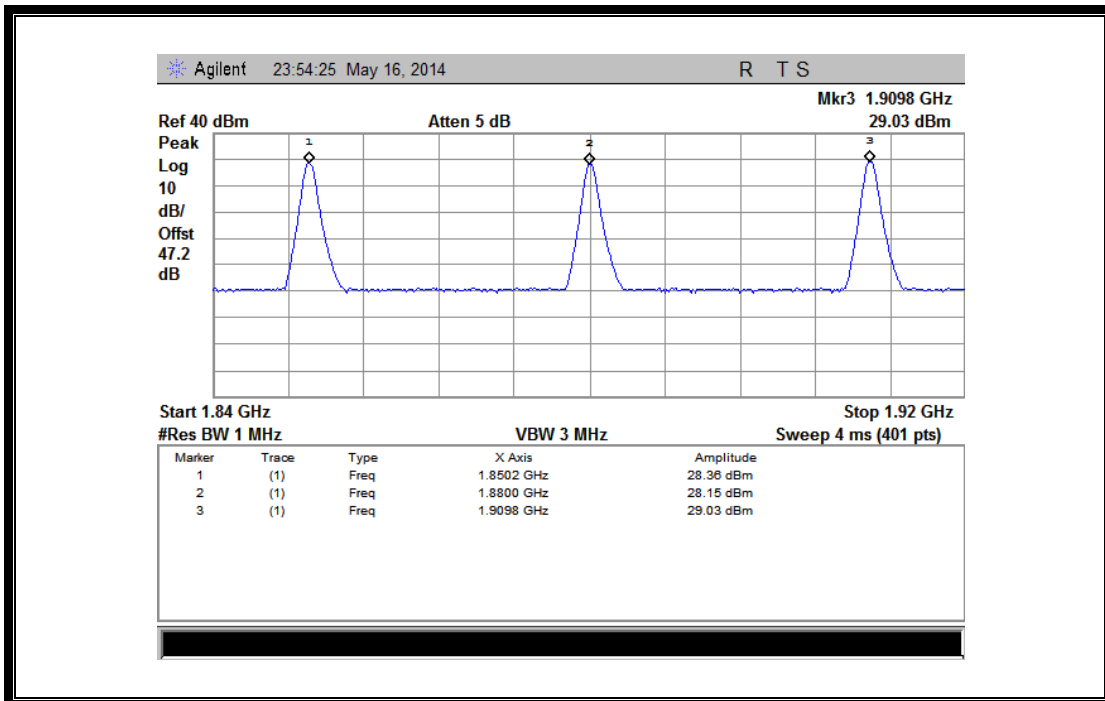 Agilent 23:54:25 May 16, 2014 R T S
Mkr3 1.9098 GHz
Ref 40 dBm Atten 5 dB 29.03 dBm
Peak
Log
10
dB/
Offst
47.2
dB
1
2
3
Start 1.84 GHz Stop 1.92 GHz
#Res BW 1 MHz VBW 3 MHz Sweep 4 ms (401 pts)
Marker Trace Type X Axis Amplitude
1 (1) Freq 1.8502 GHz 28.36 dBm
2 (1) Freq 1.8800 GHz 28.15 dBm
3 (1) Freq 1.9098 GHz 29.03 dBm